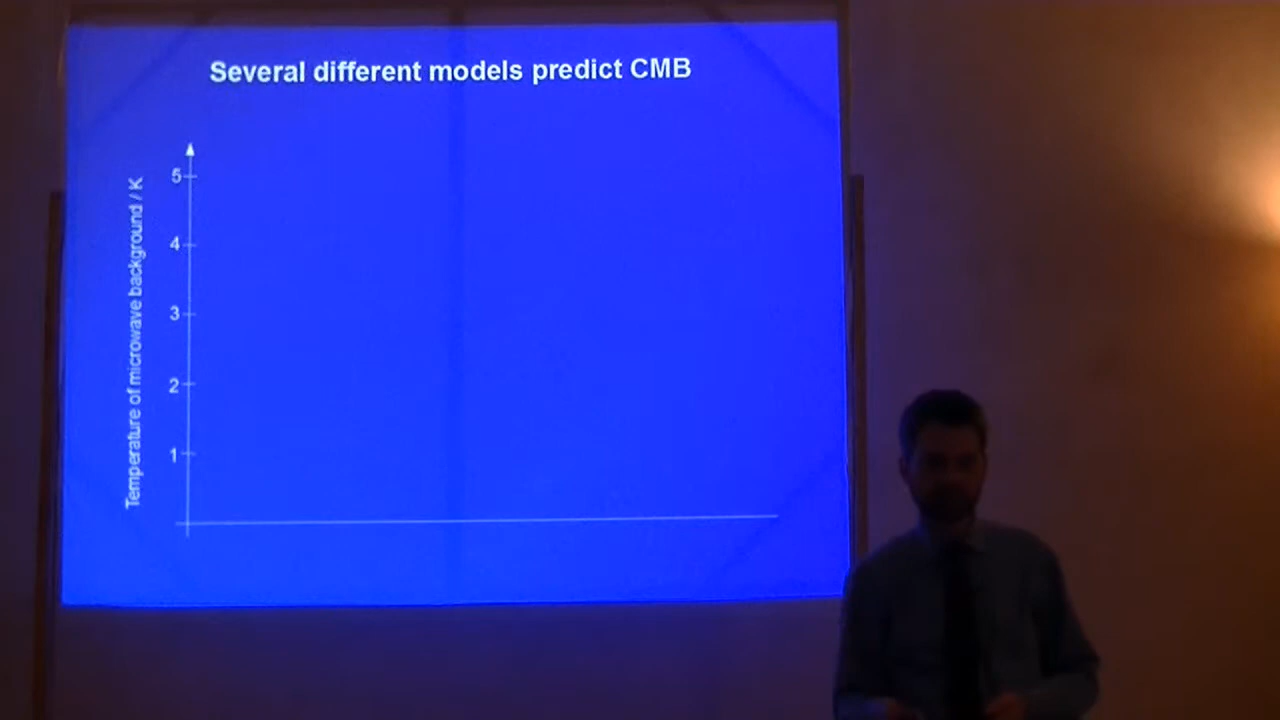 Several different models predict CMB
Temperature of microwave background / K
5
4
3
2
1